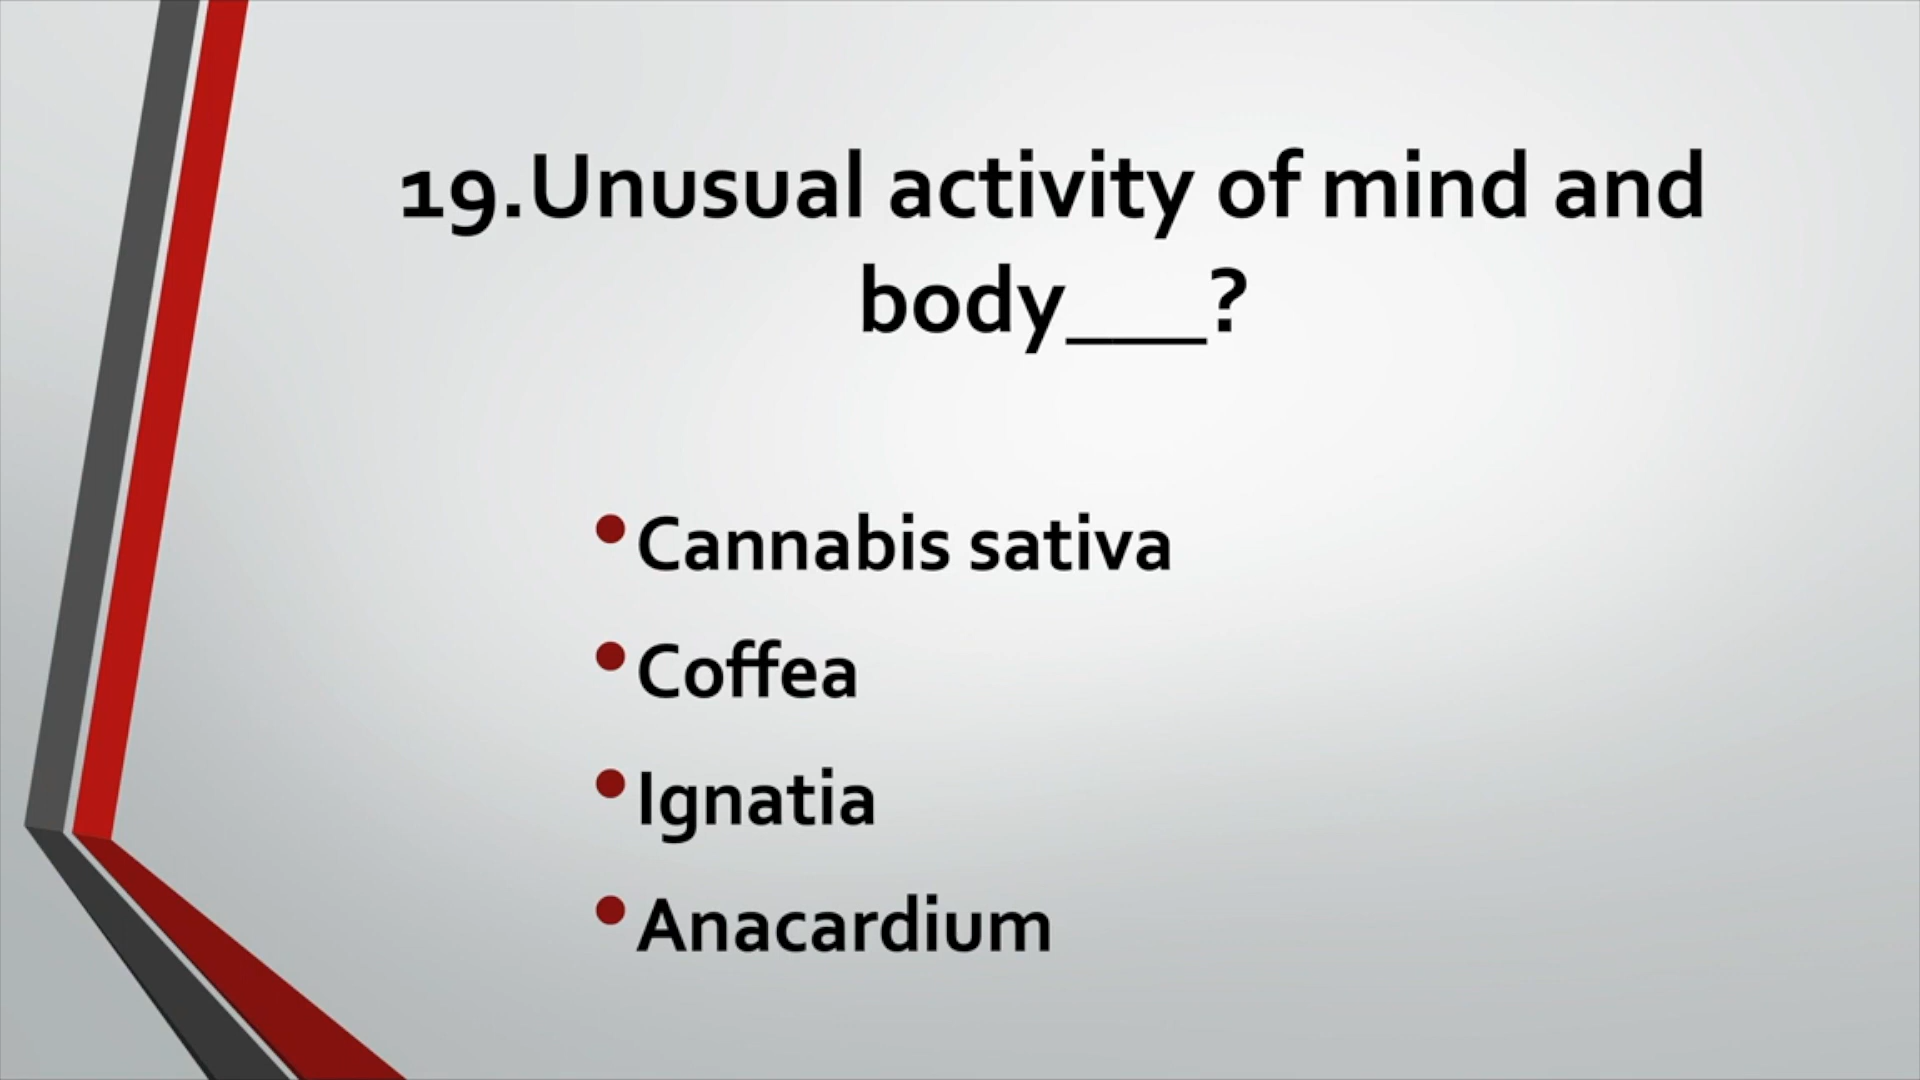 19.Unusual activity of mind and
body___?
•Cannabis sativa
•Coffea
•Ignatia
•Anacardium